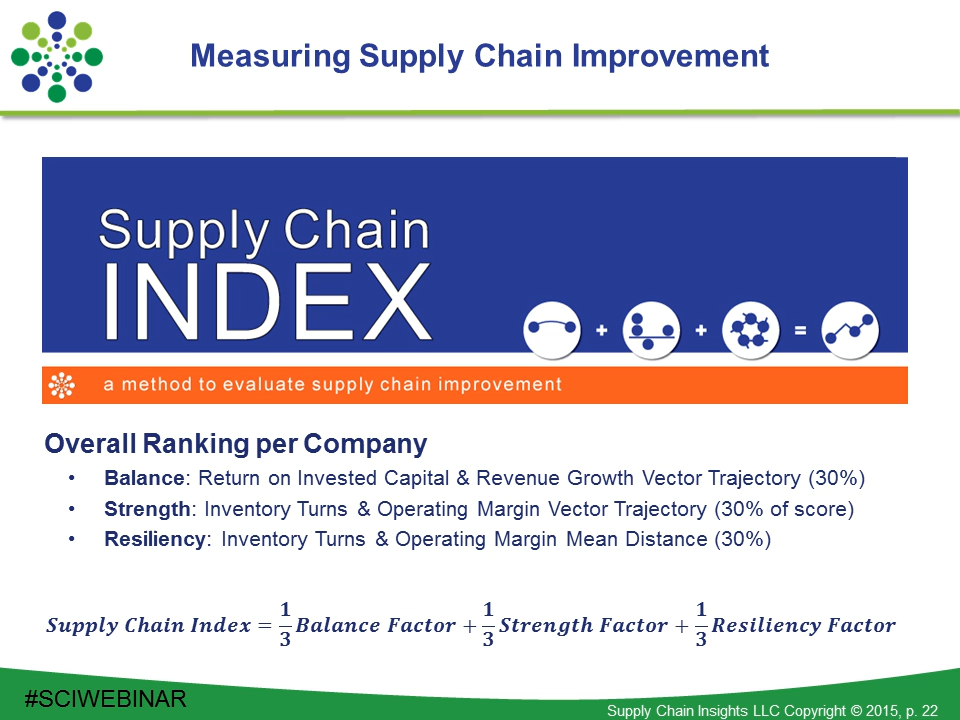 Measuring Supply Chain Improvement
Supply Chain
INDEX
+ + =
a method to evaluate supply chain improvement
Overall Ranking per Company
• Balance: Return on Invested Capital & Revenue Growth Vector Trajectory (30%)
• Strength: Inventory Turns & Operating Margin Vector Trajectory (30% of score)
• Resiliency: Inventory Turns & Operating Margin Mean Distance (30%)
Supply Chain Index = 1/3 Balance Factor + 1/3 Strength Factor + 1/3 Resiliency Factor
#SCIWEBINAR
Supply Chain Insights LLC Copyright © 2015, p. 22